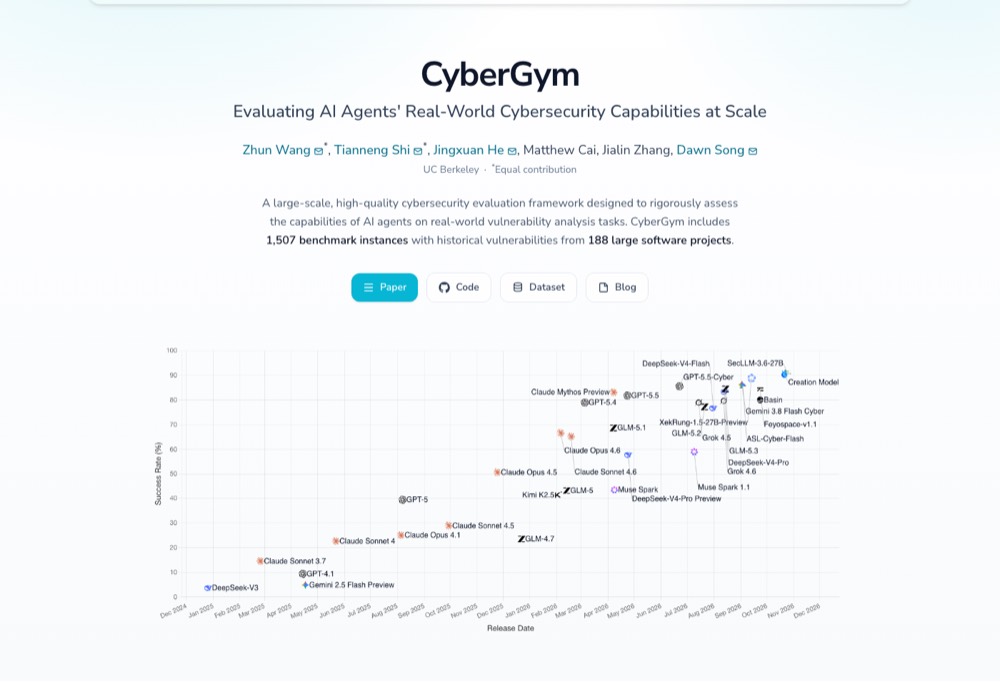 CyberGym
Evaluating AI Agents' Real-World Cybersecurity Capabilities at Scale
Zhun Wang *, Tianneng Shi *, Jingxuan He , Matthew Cai, Jialin Zhang, Dawn Song
UC Berkeley · *Equal contribution
A large-scale, high-quality cybersecurity evaluation framework designed to rigorously assess
the capabilities of AI agents on real-world vulnerability analysis tasks. CyberGym includes
1,507 benchmark instances with historical vulnerabilities from 188 large software projects.
Paper
Code
Dataset
Blog
100
90
80
70
60
50
40
30
20
10
0
Success Rate (%)
DeepSeek-V4-Flash
SecLLM-3.6-27B
GPT-5.5-Cyber
Creation Model
Claude Mythos Preview
GPT-5.5
GPT-5.4
Basin
Gemini 3.8 Flash Cyber
GLM-5.1
XekRung-1.5-27B-Preview
Feyospace-v1.1
GLM-5.2
Grok 4.5
ASL-Cyber-Flash
Claude Opus 4.6
GLM-5.3
DeepSeek-V4-Pro
Claude Opus 4.5
Claude Sonnet 4.6
Grok 4.6
Muse Spark 1.1
Kimi K2.5
GLM-5
Muse Spark
DeepSeek-V4-Pro Preview
GPT-5
Claude Sonnet 4.5
Claude Opus 4.1
Claude Sonnet 4
GLM-4.7
Claude Sonnet 3.7
GPT-4.1
Gemini 2.5 Flash Preview
DeepSeek-V3
Dec 2024
Jan 2025
Feb 2025
Mar 2025
Apr 2025
May 2025
Jun 2025
Jul 2025
Aug 2025
Sep 2025
Oct 2025
Nov 2025
Dec 2025
Jan 2026
Feb 2026
Mar 2026
Apr 2026
May 2026
Jun 2026
Jul 2026
Aug 2026
Sep 2026
Oct 2026
Nov 2026
Dec 2026
Release Date